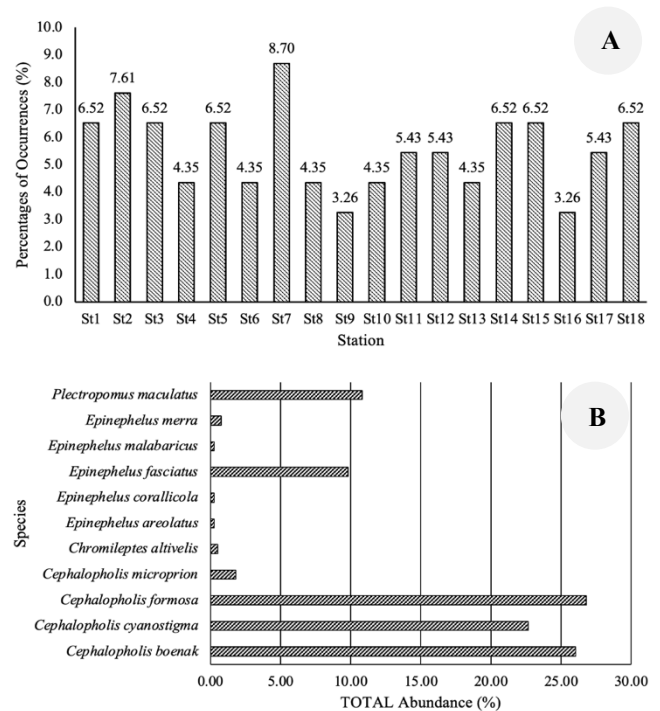 A
Percentages of Occurrences (%)
10.0
9.0
8.0
7.0
6.0
5.0
4.0
3.0
2.0
1.0
0.0
6.52
7.61
6.52
4.35
6.52
4.35
8.70
4.35
3.26
4.35
5.43
5.43
4.35
6.52
6.52
3.26
5.43
6.52
St1 St2 St3 St4 St5 St6 St7 St8 St9 St10 St11 St12 St13 St14 St15 St16 St17 St18
Station
B
Species
Plectropomus maculatus
Epinephelus merra
Epinephelus malabaricus
Epinephelus fasciatus
Epinephelus corallicola
Epinephelus areolatus
Chromileptes altivelis
Cephalopholis microprion
Cephalopholis formosa
Cephalopholis cyanostigma
Cephalopholis boenak
0.00 5.00 10.00 15.00 20.00 25.00 30.00
TOTAL Abundance (%)